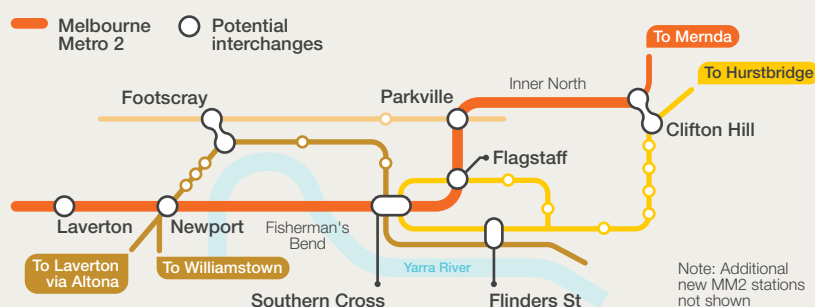 Melbourne
Metro 2
Potential
interchanges
To Mernda
To Hurstbridge
Inner North
Footscray
Parkville
Clifton Hill
Flagstaff
Laverton
Newport
Fisherman's
Bend
To Laverton
via Altona
To Williamstown
Yarra River
Southern Cross
Flinders St
Note: Additional
new MM2 stations
not shown